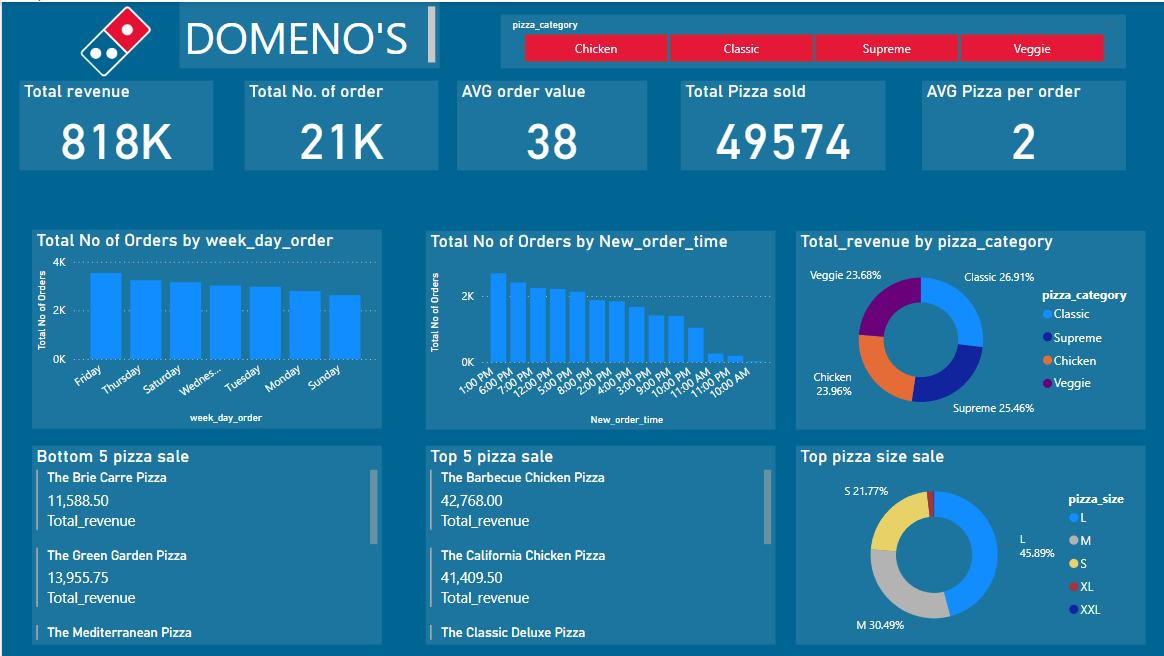 DOMENO'S
pizza_category
Chicken
Classic
Supreme
Veggie
Total revenue
818K
Total No. of order
21K
AVG order value
38
Total Pizza sold
49574
AVG Pizza per order
2
Total No of Orders by week_day_order
Total No of Orders
4K
2K
0K
Friday
Thursday
Saturday
Wednes...
Tuesday
Monday
Sunday
week_day_order
Total No of Orders by New_order_time
Total No of Orders
2K
0K
1:00 PM
6:00 PM
7:00 PM
12:00 PM
5:00 PM
8:00 PM
2:00 PM
4:00 PM
3:00 PM
9:00 PM
10:00 PM
11:00 AM
11:00 PM
10:00 AM
New_order_time
Total_revenue by pizza_category
Veggie 23.68%
Classic 26.91%
Chicken
23.96%
Supreme 25.46%
pizza_category
Classic
Supreme
Chicken
Veggie
Bottom 5 pizza sale
The Brie Carre Pizza
11,588.50
Total_revenue
The Green Garden Pizza
13,955.75
Total_revenue
The Mediterranean Pizza
Top 5 pizza sale
The Barbecue Chicken Pizza
42,768.00
Total_revenue
The California Chicken Pizza
41,409.50
Total_revenue
The Classic Deluxe Pizza
Top pizza size sale
S 21.77%
L
45.89%
M 30.49%
pizza_size
L
M
S
XL
XXL